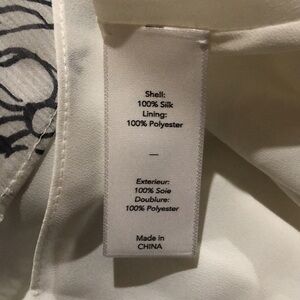 Shell:
100% Silk
Lining:
100% Polyester
—
Exterieur:
100% Soie
Doublure:
100% Polyester
Made in
CHINA